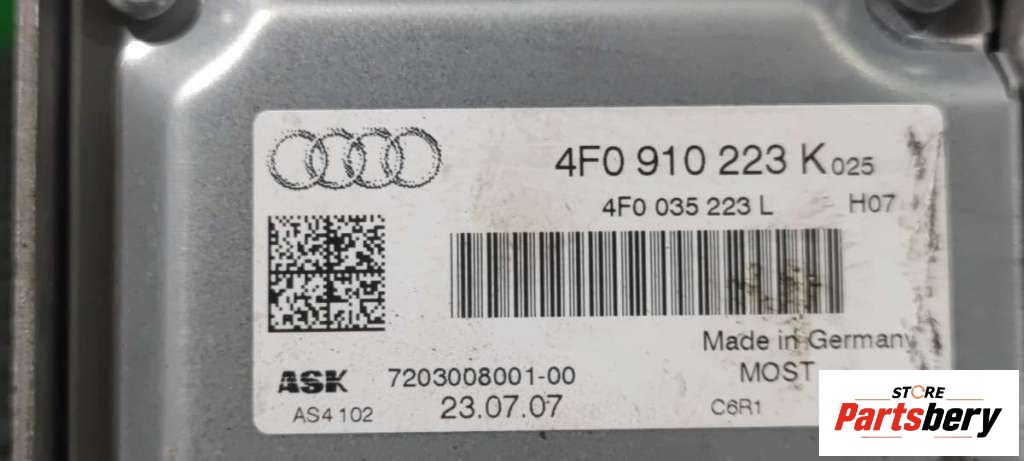 4F0 910 223 K 025
4F0 035 223 L H07
Made in Germany
ASK 7203008001-00 MOST
AS4 102 23.07.07 C6R1
STORE
Partsbery